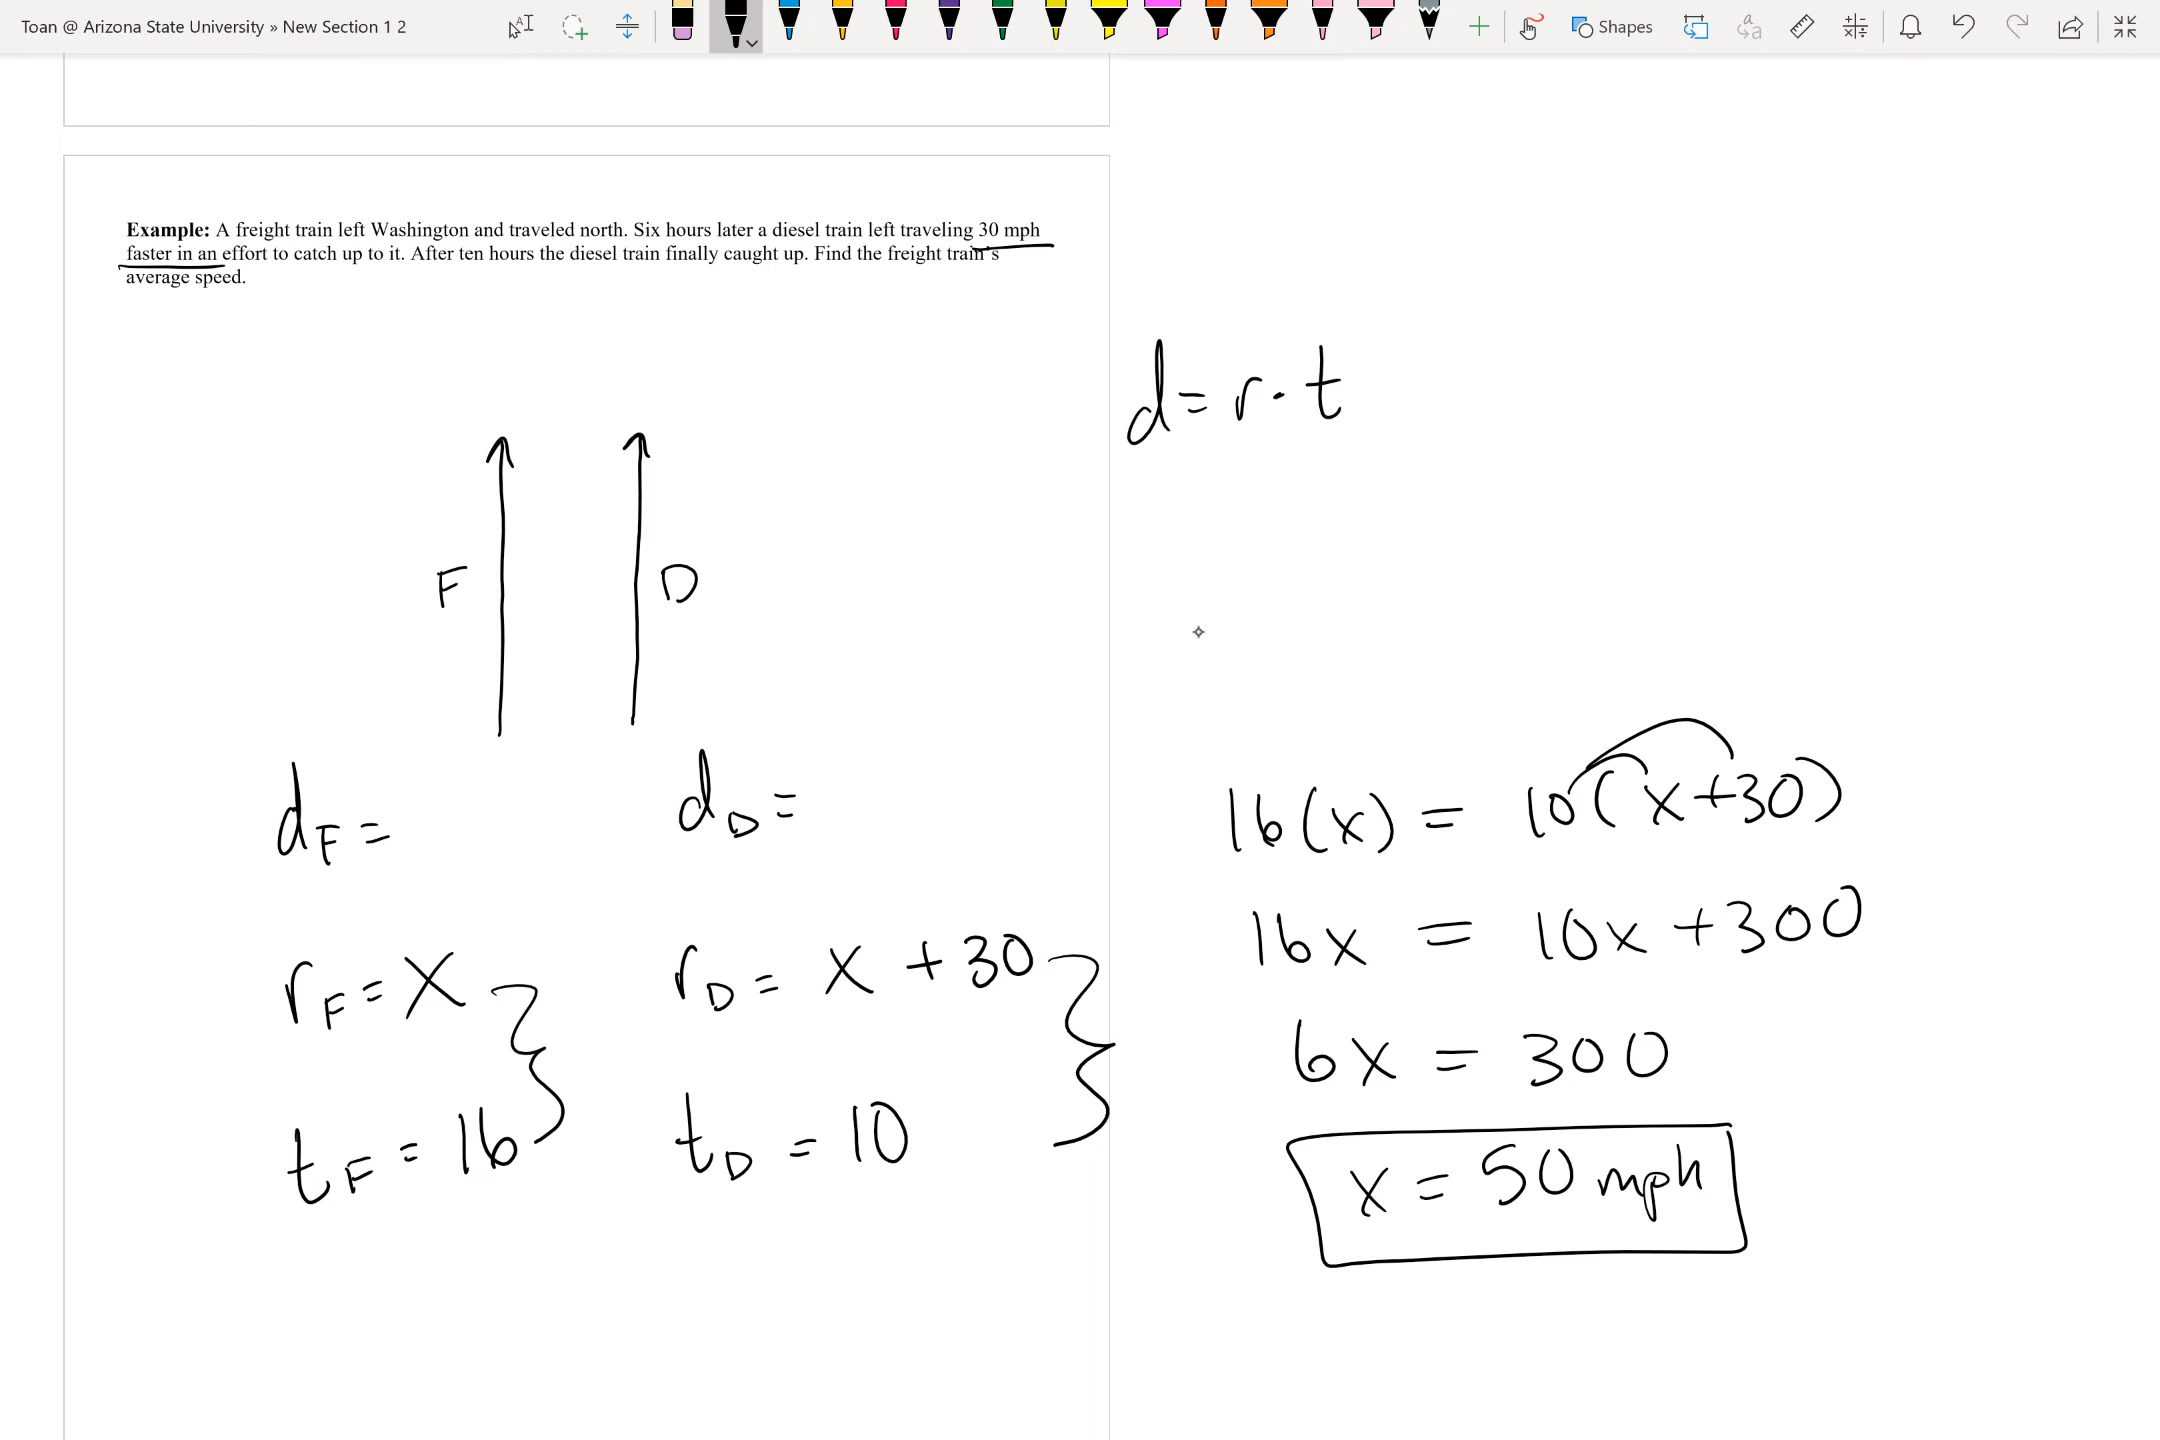 Toan @ Arizona State University » New Section 1 2
Shapes
Example: A freight train left Washington and traveled north. Six hours later a diesel train left traveling 30 mph
faster in an effort to catch up to it. After ten hours the diesel train finally caught up. Find the freight train's
average speed.
d = r · t
F
D
d_F =
d_D =
16(x) = 10(x+30)
16x = 10x + 300
r_F = x
r_D = x + 30
6x = 300
t_F = 16
t_D = 10
x = 50 mph